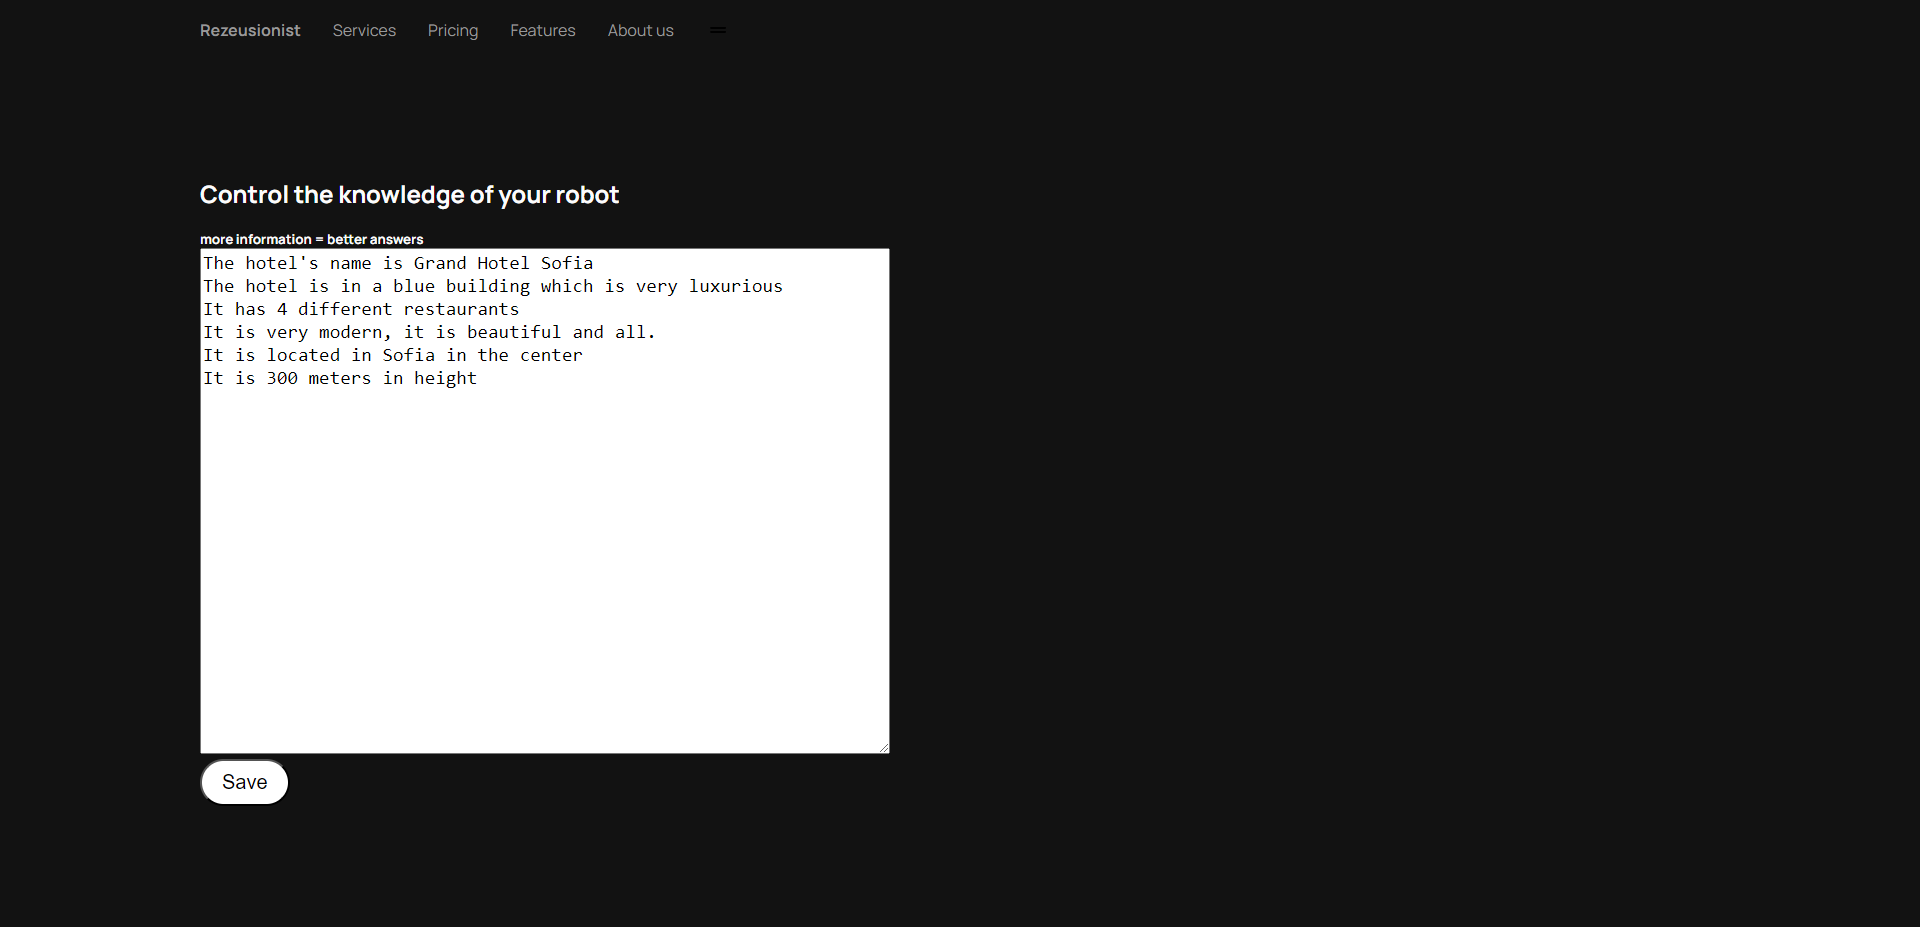 Rezeusionist Services Pricing Features About us
Control the knowledge of your robot
more information = better answers
The hotel's name is Grand Hotel Sofia
The hotel is in a blue building which is very luxurious
It has 4 different restaurants
It is very modern, it is beautiful and all.
It is located in Sofia in the center
It is 300 meters in height
Save